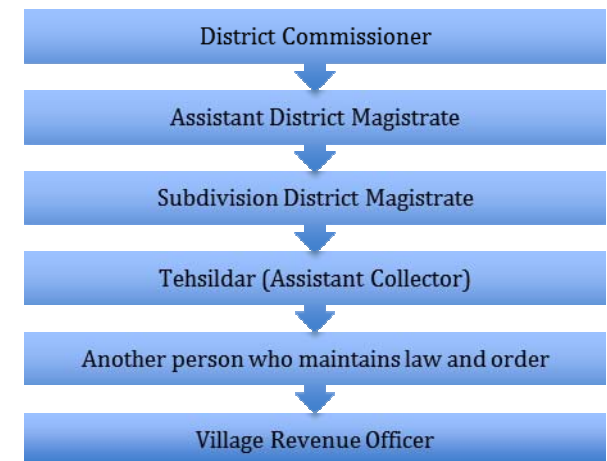 District Commissioner
Assistant District Magistrate
Subdivision District Magistrate
Tehsildar (Assistant Collector)
Another person who maintains law and order
Village Revenue Officer